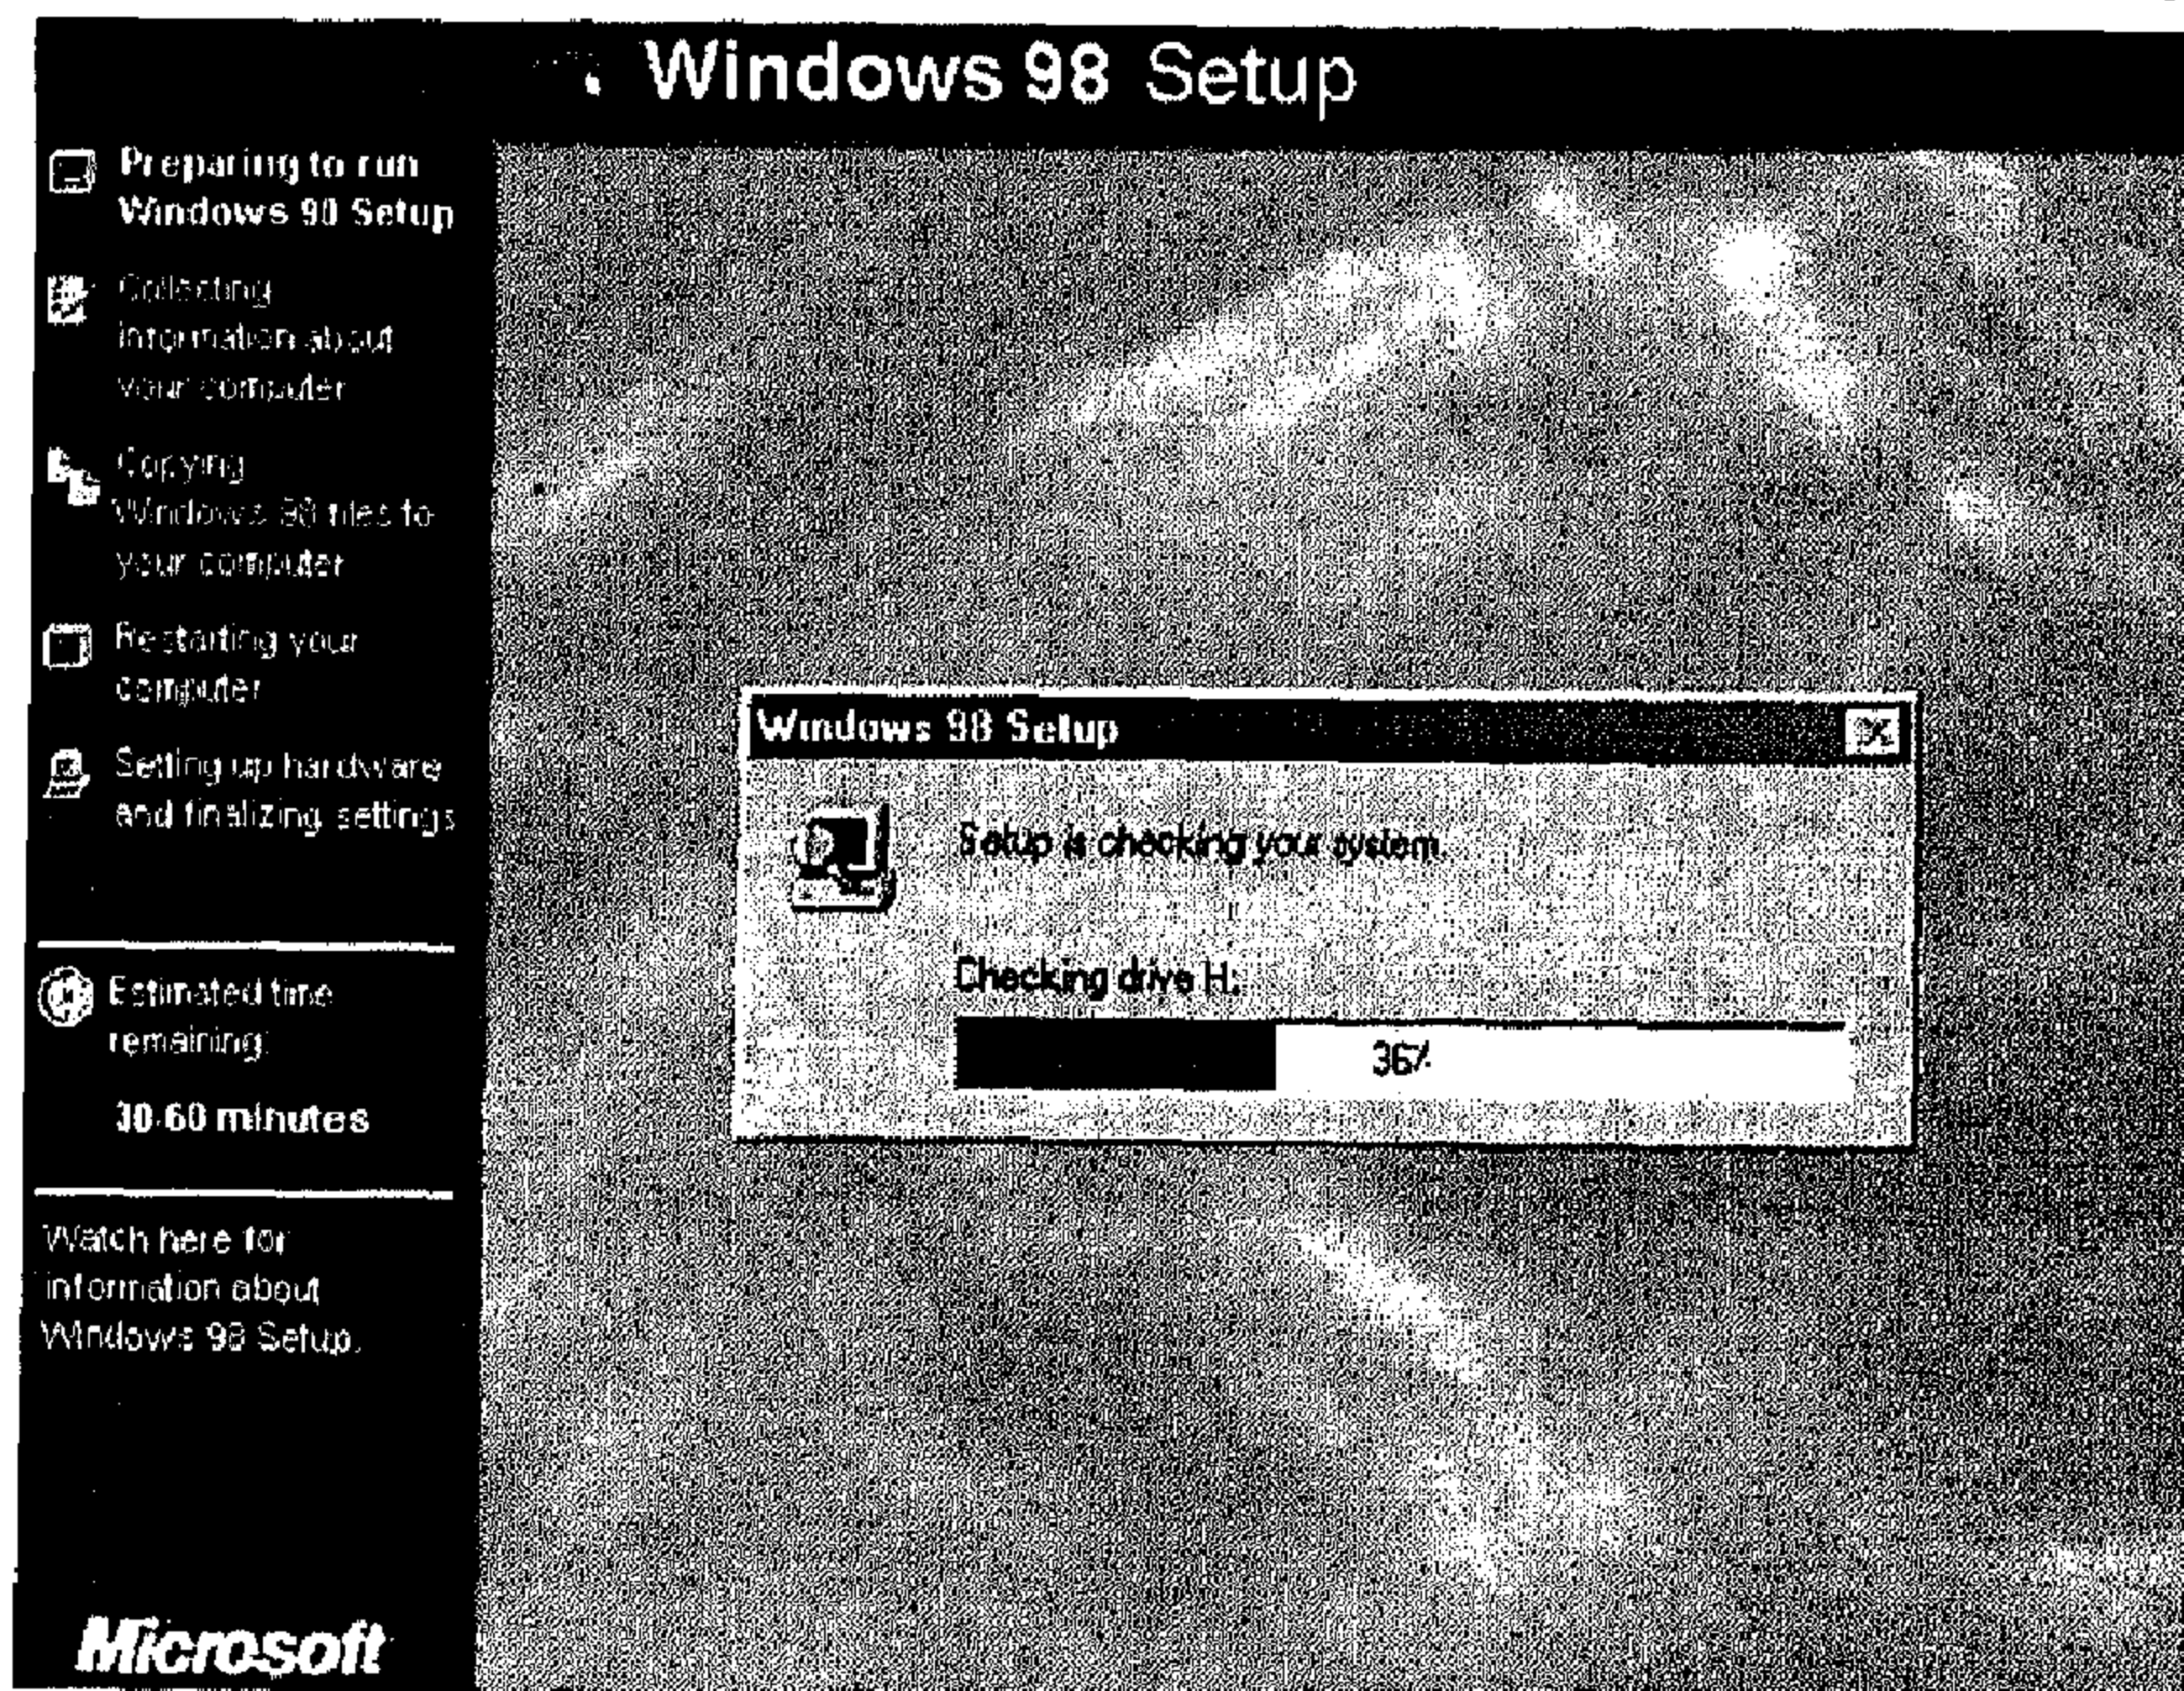 Windows 98 Setup
Preparing to run
Windows 98 Setup
Collecting
information about
your computer
Copying
Windows 98 files to
your computer
Restarting your
computer
Setting up hardware
and finalizing settings
Estimated time
remaining:
30-60 minutes
Watch here for
information about
Windows 98 Setup.
Microsoft
Windows 98 Setup
Setup is checking your system.
Checking drive H:
36%